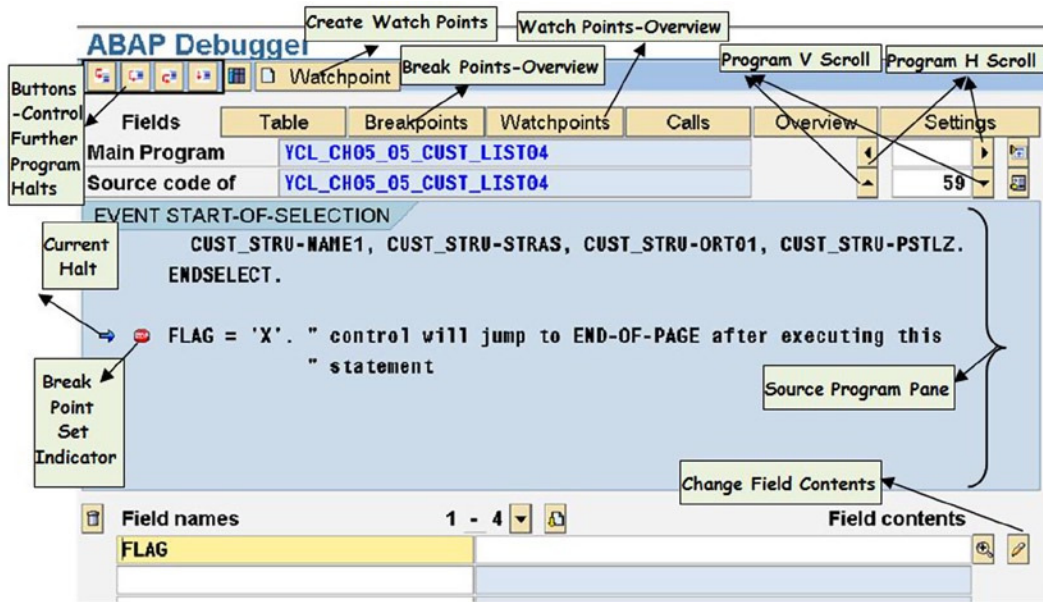 Create Watch Points
Watch Points-Overview
ABAP Debugger
Break Points-Overview
Program V Scroll
Program H Scroll
Watchpoint
Buttons
-Control
Further
Program
Halts
Fields Table Breakpoints Watchpoints Calls Overview Settings
Main Program YCL_CH05_05_CUST_LIST04
Source code of YCL_CH05_05_CUST_LIST04 59
EVENT START-OF-SELECTION
CUST_STRU-NAME1, CUST_STRU-STRAS, CUST_STRU-ORT01, CUST_STRU-PSTLZ.
ENDSELECT.
Current
Halt
FLAG = 'X'. " control will jump to END-OF-PAGE after executing this
" statement
Break
Point
Set
Indicator
Source Program Pane
Change Field Contents
Field names 1 - 4 Field contents
FLAG